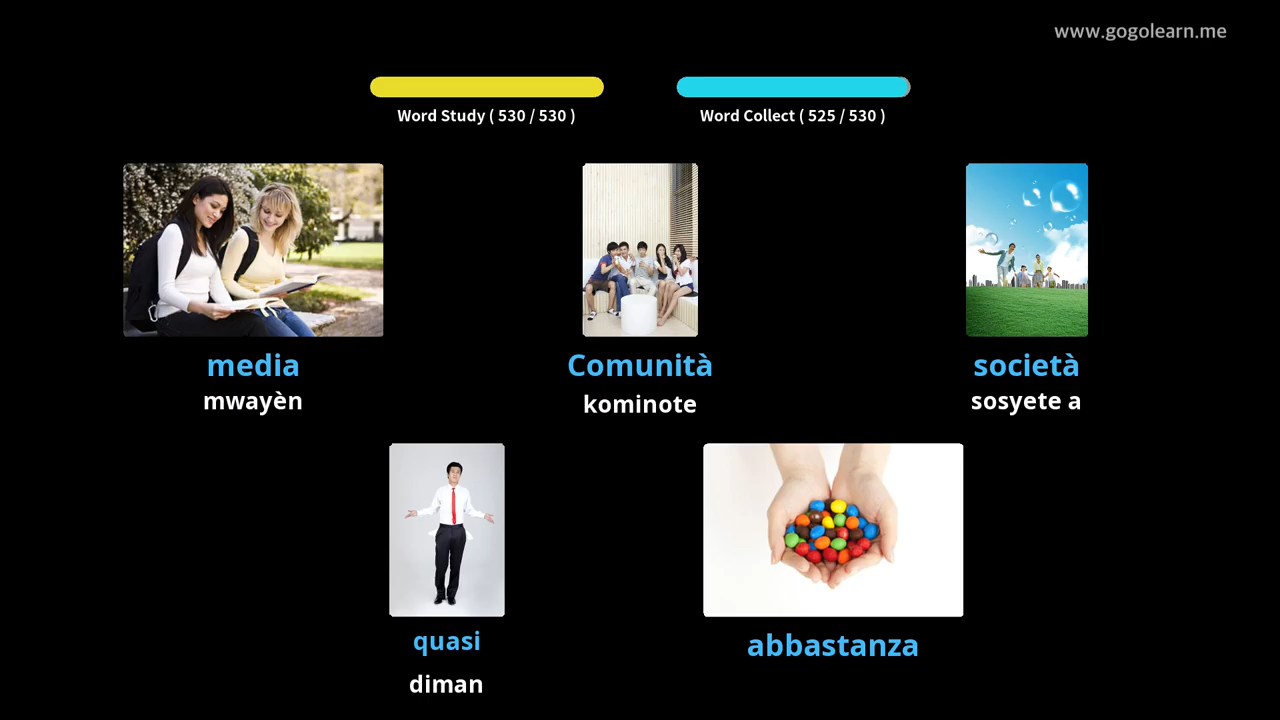 www.gogolearn.me
Word Study ( 530 / 530 )
Word Collect ( 525 / 530 )
media
mwayèn
Comunità
kominote
società
sosyete a
quasi
diman
abbastanza